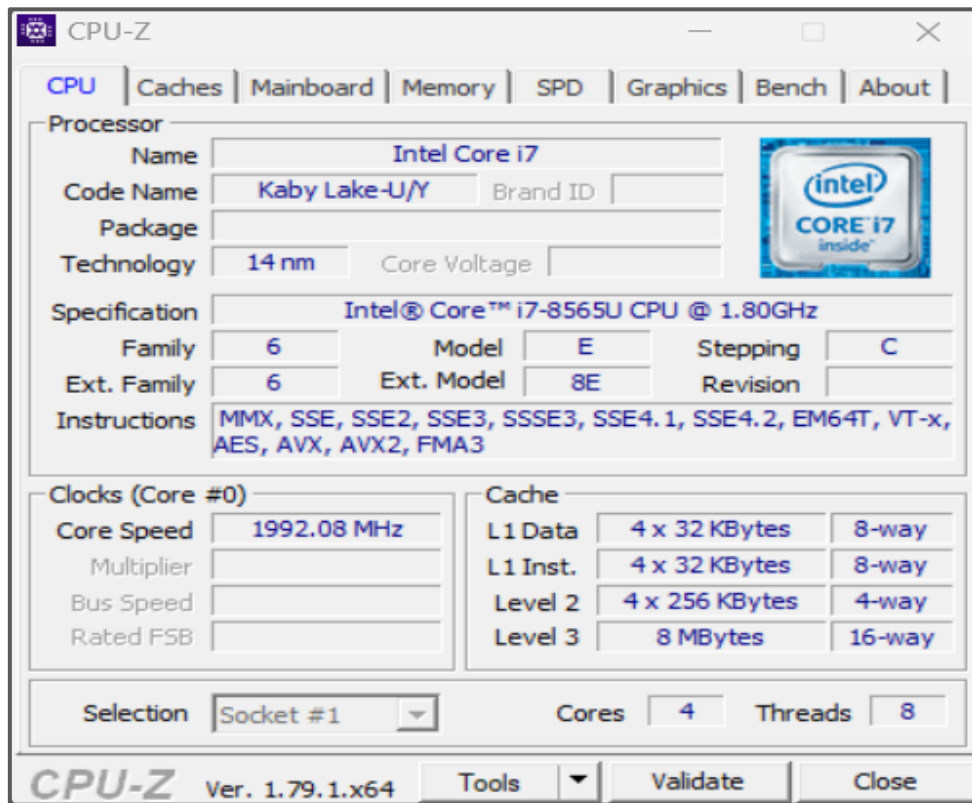 CPU-Z
CPU Caches Mainboard Memory SPD Graphics Bench About
Processor
Name Intel Core i7
Code Name Kaby Lake-U/Y Brand ID
Package
Technology 14 nm Core Voltage
intel
CORE i7
inside
Specification Intel® Core™ i7-8565U CPU @ 1.80GHz
Family 6 Model E Stepping C
Ext. Family 6 Ext. Model 8E Revision
Instructions MMX, SSE, SSE2, SSE3, SSSE3, SSE4.1, SSE4.2, EM64T, VT-x,
AES, AVX, AVX2, FMA3
Clocks (Core #0) Cache
Core Speed 1992.08 MHz L1 Data 4 x 32 KBytes 8-way
Multiplier L1 Inst. 4 x 32 KBytes 8-way
Bus Speed Level 2 4 x 256 KBytes 4-way
Rated FSB Level 3 8 MBytes 16-way
Selection Socket #1 Cores 4 Threads 8
CPU-Z Ver. 1.79.1.x64 Tools Validate Close